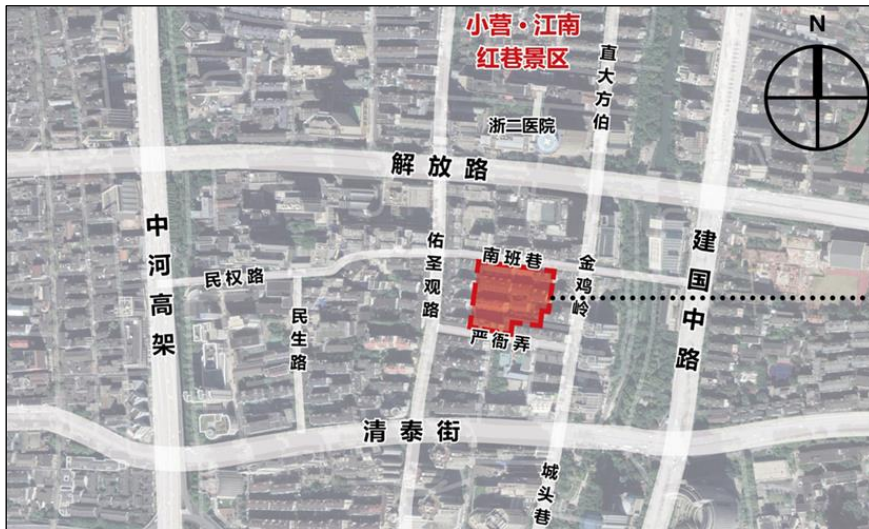 小营·江南
红巷景区
N
直大方伯
浙二医院
解放路
中河高架
佑圣观路
南班巷
金鸡岭
建国中路
民权路
民生路
严衙弄
清泰街
城头巷